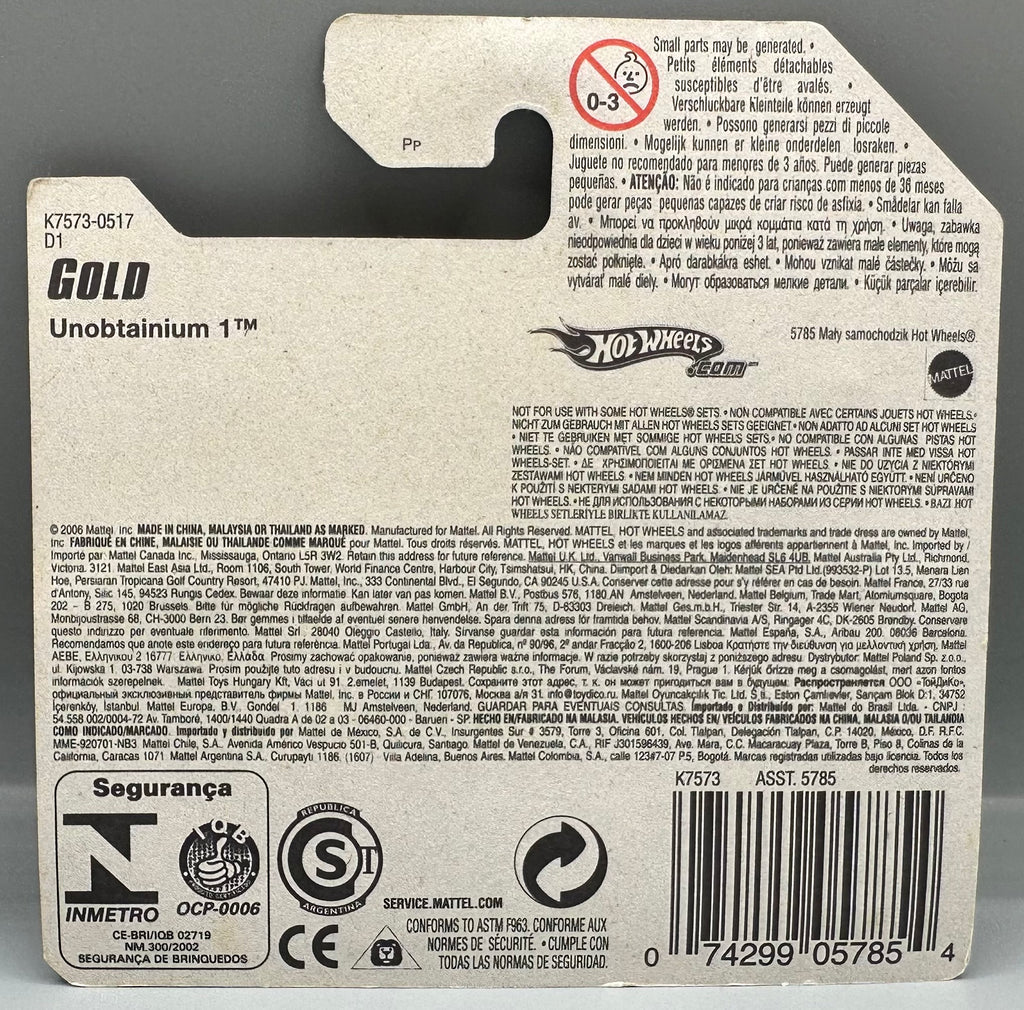 Small parts may be generated. •
Petits éléments détachables
susceptibles d'être avalés. •
Verschluckbare Kleinteile können erzeugt
werden. • Possono generarsi pezzi di piccole
dimensioni. • Mogelijk kunnen er kleine onderdelen losraken. •
Juguete no recomendado para menores de 3 años. Puede generar piezas
pequeñas. • ATENÇÃO: Não é indicado para crianças com menos de 36 meses
pode gerar peças pequenas capazes de criar risco de asfixia. • Smådelar kan falla
av. • Μπορεί να προκληθούν μικρά κομμάτια κατά τη χρήση. • Uwaga, zabawka
nieodpowiednia dla dzieci w wieku poniżej 3 lat, ponieważ zawiera małe elementy, które mogą
zostać połknięte. • Apró darabkákra eshet. • Mohou vznikat malé částečky. • Môžu sa
vytvárať malé diely. • Могут образоваться мелкие детали. • Küçük parçalar içerebilir.
0-3
Pp
K7573-0517
D1
GOLD
Unobtainium 1™
HOT WHEELS
.COM™
5785 Mały samochodzik Hot Wheels®.
MATTEL
NOT FOR USE WITH SOME HOT WHEELS® SETS. • NON COMPATIBLE AVEC CERTAINS JOUETS HOT WHEELS.•
NICHT ZUM GEBRAUCH MIT ALLEN HOT WHEELS SETS GEEIGNET.• NON ADATTO AD ALCUNI SET HOT WHEELS
• NIET TE GEBRUIKEN MET SOMMIGE HOT WHEELS SETS.• NO COMPATIBLE CON ALGUNAS PISTAS HOT
WHEELS. • NÃO COMPATÍVEL COM ALGUNS CONJUNTOS HOT WHEELS. • PASSAR INTE MED VISSA HOT
WHEELS-SET. • ΔΕ ΧΡΗΣΙΜΟΠΟΙΕΙΤΑΙ ΜΕ ΟΡΙΣΜΕΝΑ ΣΕΤ HOT WHEELS. • NIE DO UŻYCIA Z NIEKTÓRYMI
ZESTAWAMI HOT WHEELS. • NEM MINDEN HOT WHEELS JÁRMŰVEL HASZNÁLHATÓ EGYÜTT. • NENÍ URČENO
K POUŽITÍ S NEKTERÝMI SADAMI HOT WHEELS. • NIE JE URČENÉ NA POUŽITIE S NIEKTORÝMI SÚPRAVAMI
HOT WHEELS. • НЕ ДЛЯ ИСПОЛЬЗОВАНИЯ С НЕКОТОРЫМИ НАБОРАМИ ИЗ СЕРИИ HOT WHEELS. • BAZI HOT
WHEELS SETLERİYLE BİRLİKTE KULLANILAMAZ.
© 2006 Mattel, Inc. MADE IN CHINA, MALAYSIA OR THAILAND AS MARKED. Manufactured for Mattel. All Rights Reserved. MATTEL, HOT WHEELS and associated trademarks and trade dress are owned by Mattel,
Inc. FABRIQUÉ EN CHINE, MALAISIE OU THAÏLANDE COMME MARQUÉ pour Mattel. Tous droits réservés. MATTEL, HOT WHEELS et les marques et les logos afférents appartiennent à Mattel, Inc. Imported by /
Importé par: Mattel Canada Inc., Mississauga, Ontario L5R 3W2. Retain this address for future reference. Mattel U.K. Ltd., Vanwall Business Park, Maidenhead SL6 4UB. Mattel Australia Pty Ltd., Richmond,
Victoria. 3121. Mattel East Asia Ltd., Room 1106, South Tower, World Finance Centre, Harbour City, Tsimshatsui, HK, China. Diimport & Diedarkan Oleh: Mattel SEA Ptd Ltd.(993532-P) Lot 13.5, Menara Lien
Hoe, Persiaran Tropicana Golf Country Resort, 47410 PJ. Mattel, Inc., 333 Continental Blvd., El Segundo, CA 90245 U.S.A. Conserver cette adresse pour s'y référer en cas de besoin. Mattel France, 27/33 rue
d'Antony, Silic 145, 94523 Rungis Cedex. Bewaar deze informatie. Kan later van pas komen. Mattel B.V., Postbus 576, 1180 AN Amstelveen, Nederland. Mattel Belgium, Trade Mart, Atomiumsquare, Bogota
202 - B 275, 1020 Brussels. Bitte für mögliche Rückfragen aufbewahren. Mattel GmbH, An der Trift 75, D-63303 Dreieich. Mattel Ges.m.b.H., Triester Str. 14, A-2355 Wiener Neudorf. Mattel AG,
Monbijoustrasse 68, CH-3000 Bern 23. Bør gemmes i tilfælde af eventuel senere henvendelse. Spara denna adress för framtida behov. Mattel Scandinavia A/S, Ringager 4C, DK-2605 Brøndby. Conservare
questo indirizzo per eventuale riferimento. Mattel Srl. 28040 Oleggio Castello, Italy. Sírvanse guardar esta información para futura referencia. Mattel España, S.A., Aribau 200. 08036 Barcelona.
Recomendamos que anote este endereço para futura referência. Mattel Portugal Lda., Av. da República, nº 90/96, 2º andar Fracção 2, 1600-206 Lisboa Κρατήστε την διεύθυνση για μελλοντική χρήση. Mattel
AEBE, Ελληνικού 2 16777 Ελληνικό, Ελλάδα. Prosimy zachować opakowanie, ponieważ zawiera ważne informacje. W razie potrzeby skorzystaj z poniższego adresu. Dystrybutor: Mattel Poland Sp. z o.o.,
ul. Kijowska 1 03-738 Warszawa. Prosím použijte tuto adresu i v budoucnu. Mattel Czech Republic s.r.o., The Forum, Václavské nám. 19, Prague 1. Kérjük őrizze meg a csomagolást, mert azon fontos
információk szerepelnek. Mattel Toys Hungary Kft, Váci u. 91. 2.emelet, 1139 Budapest. Сохраните этот адрес, т. к. он может пригодиться вам в будущем. Распространяется ООО «ТойДиКо»,
официальный эксклюзивный представитель фирмы Mattel, Inc. в России и СНГ. 107076, Москва а/я 31. info@toydico.ru. Mattel Oyuncakçılık Tic. Ltd. Ş.ti., Eston Çamlıevler, Sarıçam Blok D:1, 34752
İçerenköy, İstanbul. Mattel Europa, B.V. Gondel 1. 1186 MJ Amstelveen, Nederland. GUARDAR PARA EVENTUAIS CONSULTAS. Importado e Distribuído por: Mattel do Brasil Ltda. - CNPJ :
54.558.002/0004-72 Av. Tamboré, 1400/1440 Quadra A de 02 a 03 - 06460-000 - Barueri - SP. HECHO EN/FABRICADO NA MALASIA. VEHÍCULOS HECHOS EN/ VEÍCULOS FABRICADOS NA CHINA, MALASIA O/OU TAILANDIA
COMO INDICADO/MARCADO. Importado y distribuido por Mattel de México, S.A. de C.V., Insurgentes Sur # 3579, Torre 3, Oficina 601, Col. Tlalpan, Delegación Tlalpan, C.P. 14020, México, D.F. R.F.C.
MME-920701-NB3 Mattel Chile, S.A., Avenida Américo Vespucio 501-B, Quilicura, Santiago. Mattel de Venezuela, C.A., RIF J301596439, Ave. Mara, C.C. Macaracuay Plaza, Torre B, Piso 8, Colinas de la
California, Caracas 1071. Mattel Argentina S.A., Curupayti 1186, (1607) - Villa Adelina, Buenos Aires. Mattel Colombia, S.A., calle 123#7-07 P.5, Bogotá. Marcas registradas utilizadas bajo licencia. Todos los
derechos reservados.
K7573 ASST. 5785
Segurança
INMETRO
IQB
OCP-0006
CE-BRI/IQB 02719
NM 300/2002
SEGURANÇA DE BRINQUEDOS
REPUBLICA
S T
ARGENTINA
CE
SERVICE.MATTEL.COM
CONFORMS TO ASTM F963. CONFORME AUX
NORMES DE SÉCURITÉ. • CUMPLE CON
TODAS LAS NORMAS DE SEGURIDAD.
0 74299 05785 4